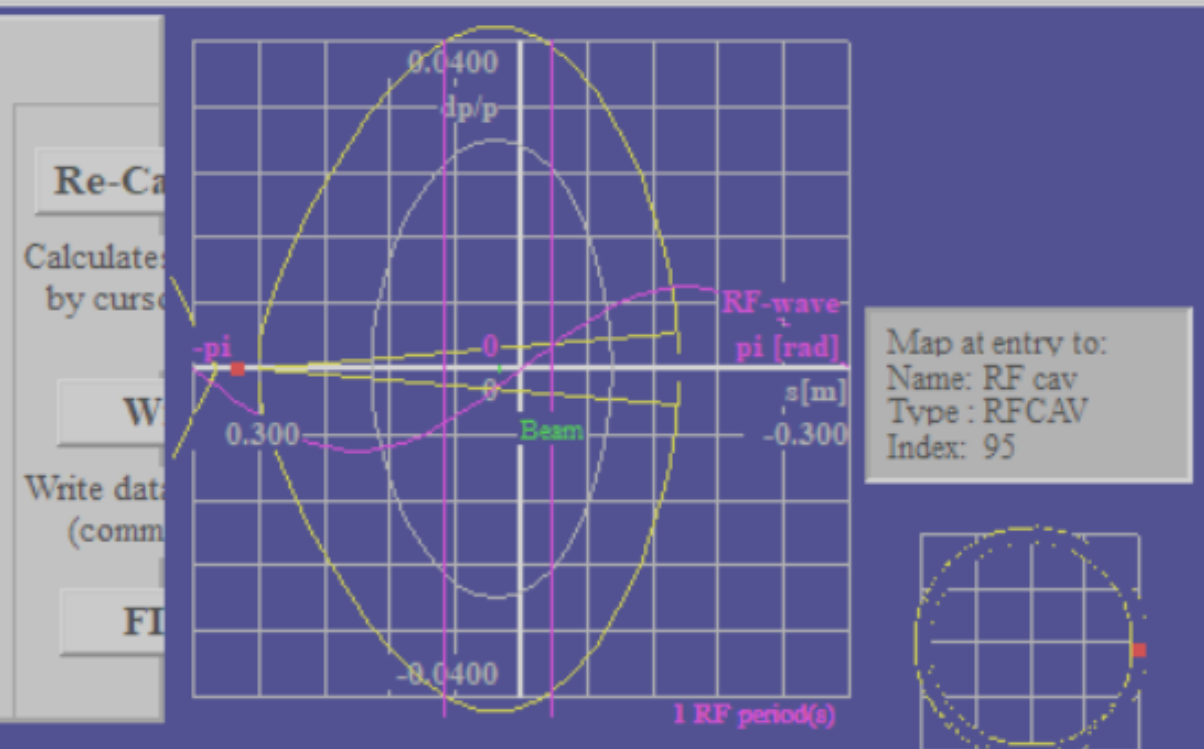 Re-Ca
Calculate:
by curso
W
Write data
(comm
FI
0.0400
dp/p
RF-wave
-pi
0
pi [rad]
0
s[m]
0.300
Beam
-0.300
-0.0400
1 RF period(s)
Map at entry to:
Name: RF cav
Type : RFCAV
Index: 95